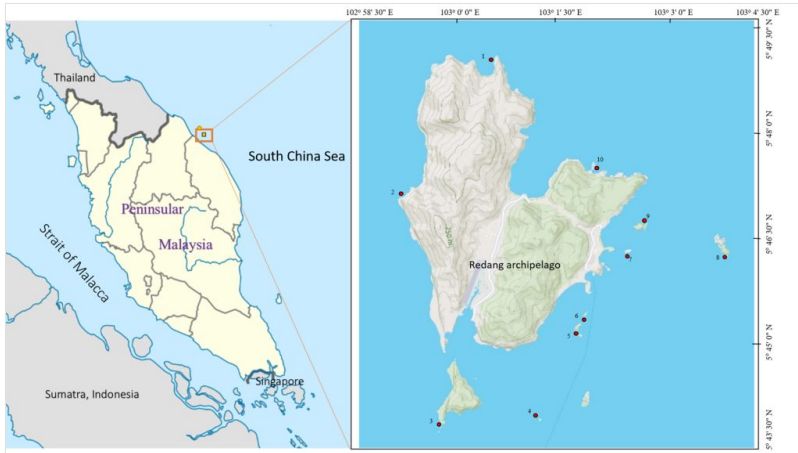 102° 58' 30" E
103° 0' 0" E
103° 1' 30" E
103° 3' 0" E
103° 4' 30" E
5° 49' 30" N
5° 48' 0" N
5° 46' 30" N
5° 45' 0" N
5° 43' 30" N
Thailand
South China Sea
Peninsular
Malaysia
Strait of Malacca
Singapore
Sumatra, Indonesia
1
10
2
9
7
8
Redang archipelago
6
5
4
3